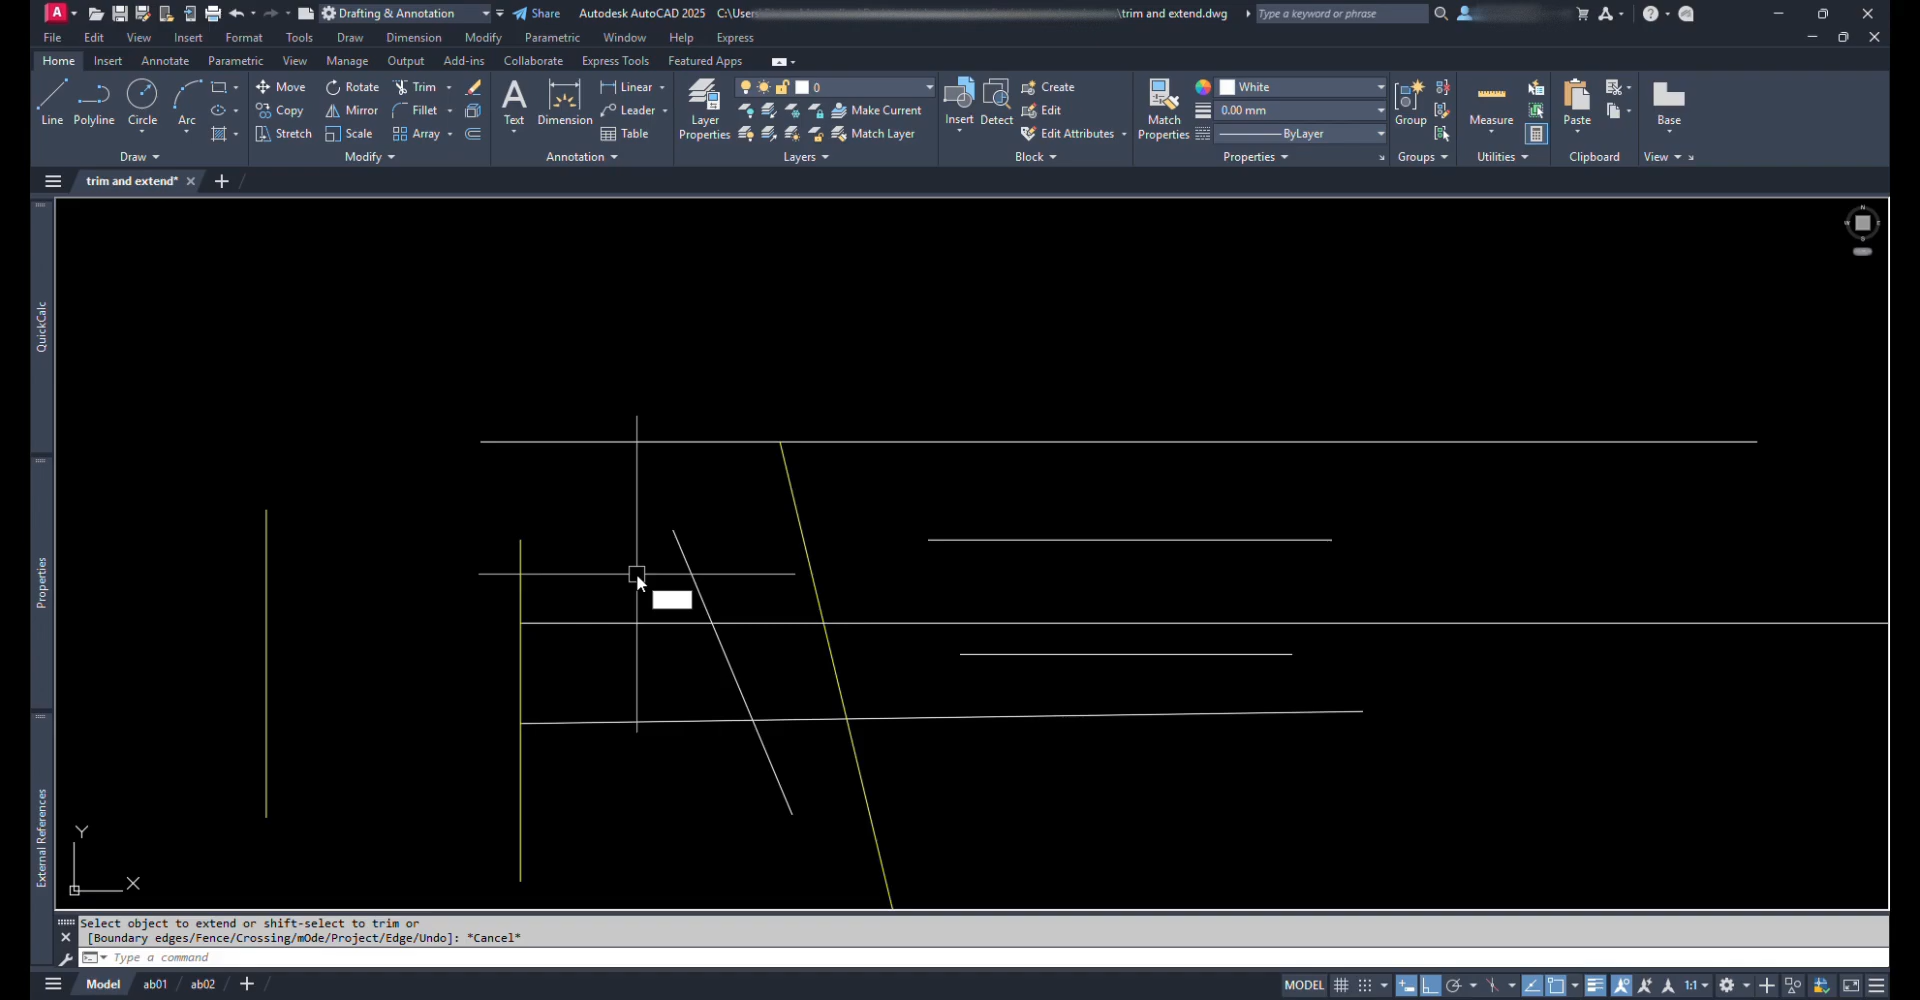 Drafting & Annotation Share Autodesk AutoCAD 2025 C:\User \trim and extend.dwg Type a keyword or phrase
File Edit View Insert Format Tools Draw Dimension Modify Parametric Window Help Express
Home Insert Annotate Parametric View Manage Output Add-ins Collaborate Express Tools Featured Apps
Move Rotate Trim Linear 0 Create White
Line Polyline Circle Arc Copy Mirror Fillet Text Dimension Leader Layer Properties Make Current Insert Detect Edit Match Properties 0.00 mm Group Measure Paste Base
Stretch Scale Array Table Match Layer Edit Attributes ByLayer
Draw Modify Annotation Layers Block Properties Groups Utilities Clipboard View
trim and extend*
N
S
QuickCalc
Properties
External References
Y
X
Select object to extend or shift-select to trim or
[Boundary edges/Fence/Crossing/mOde/Project/Edge/Undo]: *Cancel*
Type a command
Model ab01 ab02 MODEL 1:1